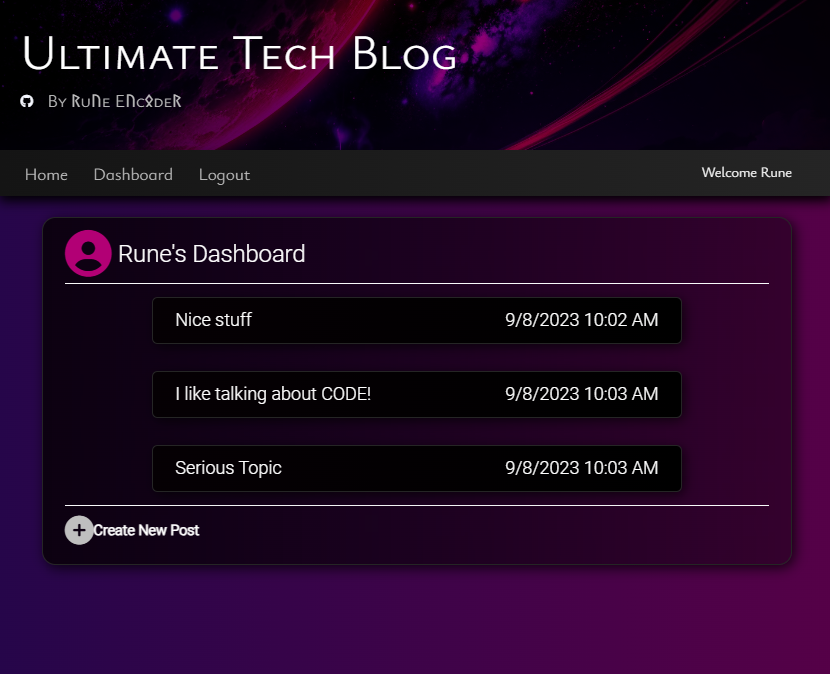 Ultimate Tech Blog
By RuNe ENcodeR
Home Dashboard Logout Welcome Rune
Rune's Dashboard
Nice stuff 9/8/2023 10:02 AM
I like talking about CODE! 9/8/2023 10:03 AM
Serious Topic 9/8/2023 10:03 AM
Create New Post